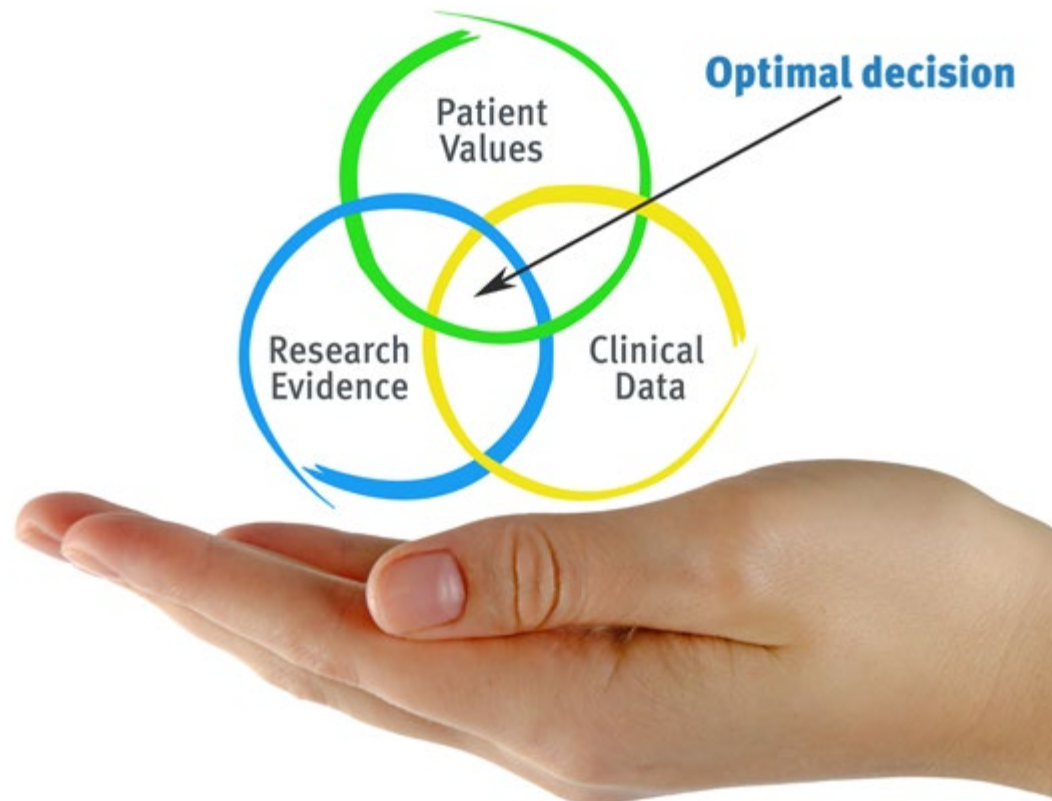 Optimal decision
Patient
Values
Research
Evidence
Clinical
Data